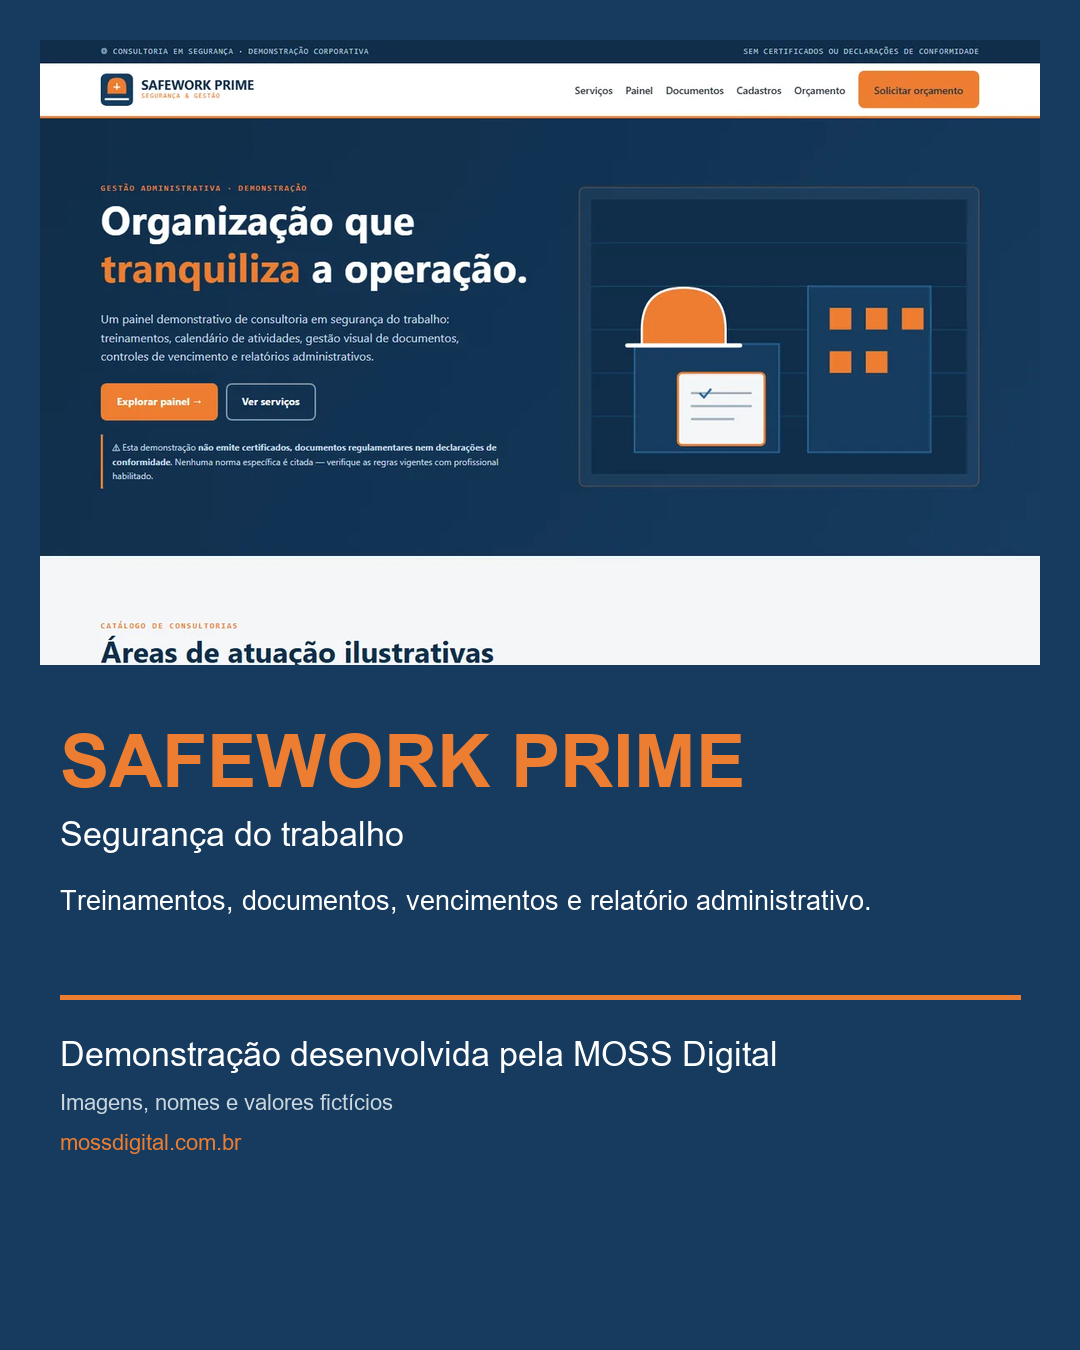 CONSULTORIA EM SEGURANÇA · DEMONSTRAÇÃO CORPORATIVA
SEM CERTIFICADOS OU DECLARAÇÕES DE CONFORMIDADE
SAFEWORK PRIME
SEGURANÇA & GESTÃO
Serviços Painel Documentos Cadastros Orçamento Solicitar orçamento
GESTÃO ADMINISTRATIVA · DEMONSTRAÇÃO
Organização que
tranquiliza a operação.
Um painel demonstrativo de consultoria em segurança do trabalho:
treinamentos, calendário de atividades, gestão visual de documentos,
controles de vencimento e relatórios administrativos.
Explorar painel → Ver serviços
⚠ Esta demonstração não emite certificados, documentos regulamentares nem declarações de
conformidade. Nenhuma norma específica é citada — verifique as regras vigentes com profissional
habilitado.
CATÁLOGO DE CONSULTORIAS
Áreas de atuação ilustrativas
SAFEWORK PRIME
Segurança do trabalho
Treinamentos, documentos, vencimentos e relatório administrativo.
Demonstração desenvolvida pela MOSS Digital
Imagens, nomes e valores fictícios
mossdigital.com.br